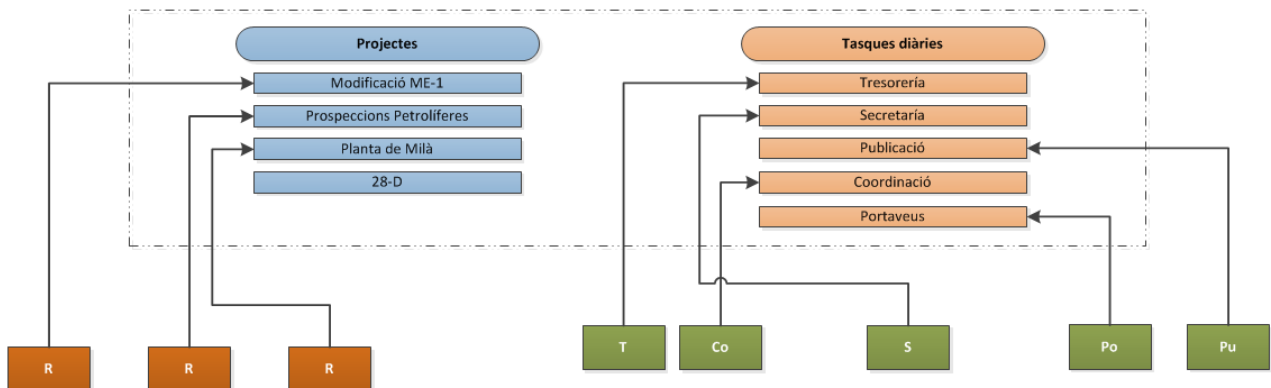 Projectes
Modificació ME-1
Prospeccions Petrolíferes
Planta de Milà
28-D
Tasques diàries
Tresorería
Secretaría
Publicació
Coordinació
Portaveus
R
R
R
T
Co
S
Po
Pu